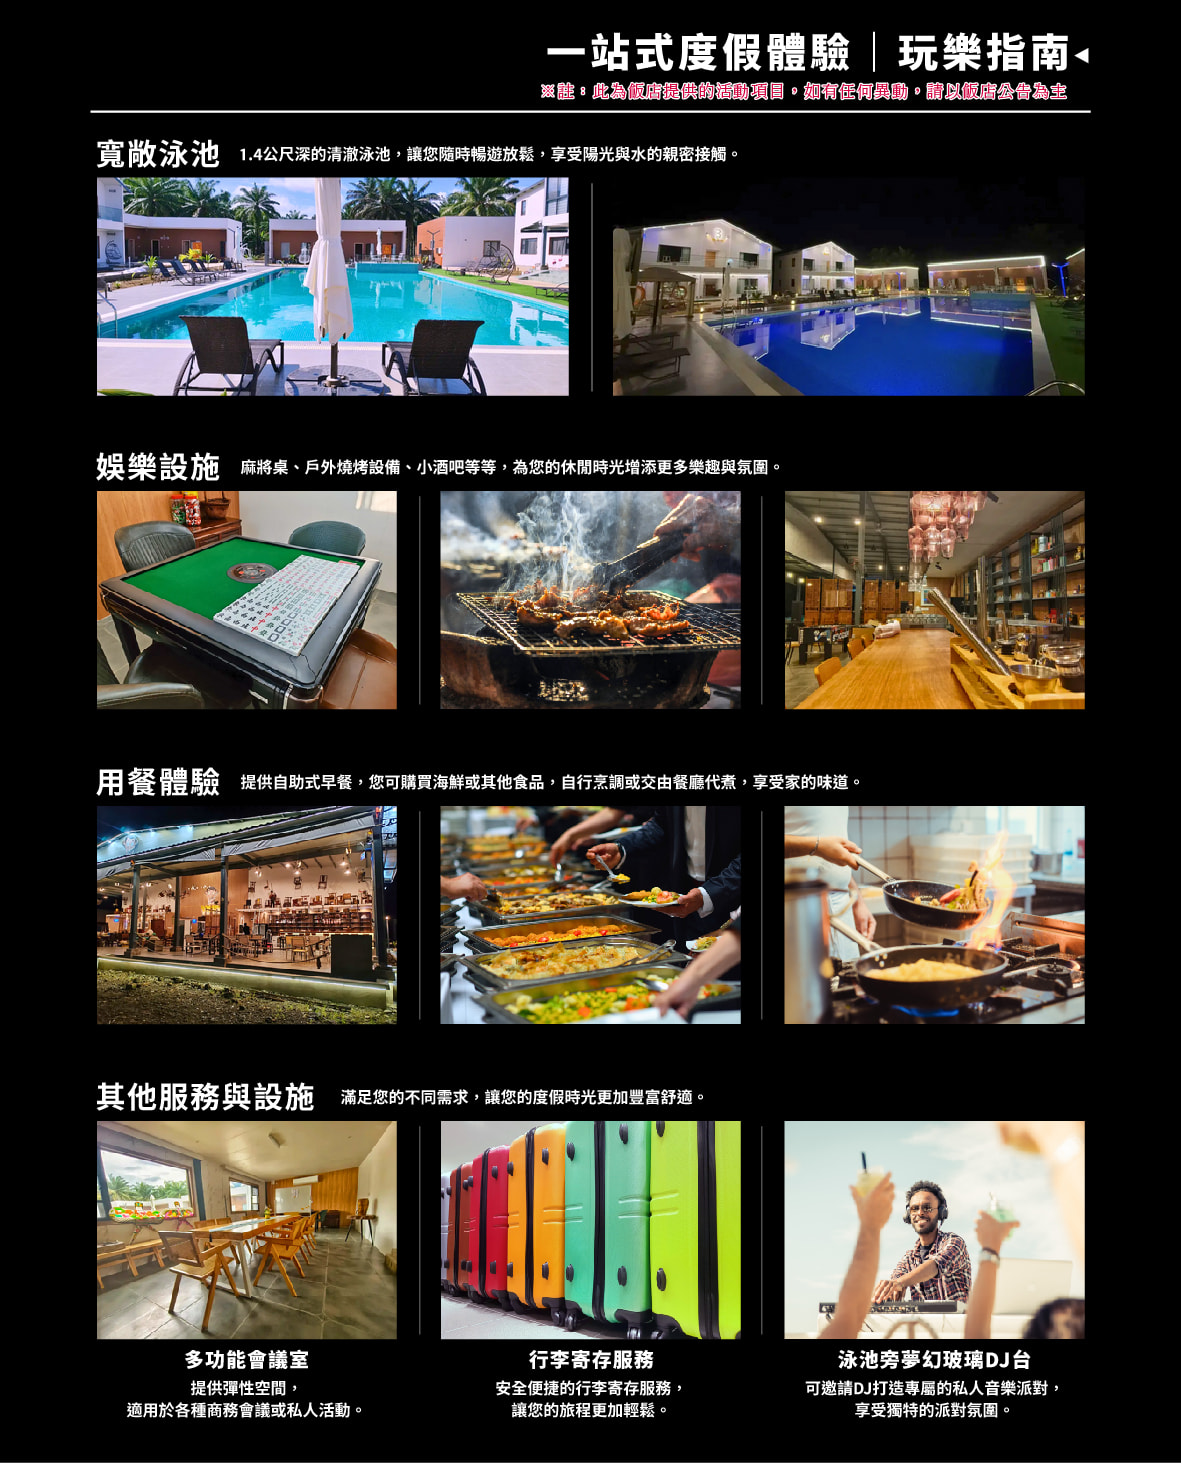 一站式度假體驗｜玩樂指南◂
※註：此為飯店提供的活動項目，如有任何異動，請以飯店公告為主
寬敞泳池 1.4公尺深的清澈泳池，讓您隨時暢遊放鬆，享受陽光與水的親密接觸。
娛樂設施 麻將桌、戶外燒烤設備、小酒吧等等，為您的休閒時光增添更多樂趣與氛圍。
用餐體驗 提供自助式早餐，您可購買海鮮或其他食品，自行烹調或交由餐廳代煮，享受家的味道。
其他服務與設施 滿足您的不同需求，讓您的度假時光更加豐富舒適。
多功能會議室
提供彈性空間，
適用於各種商務會議或私人活動。
行李寄存服務
安全便捷的行李寄存服務，
讓您的旅程更加輕鬆。
泳池旁夢幻玻璃DJ台
可邀請DJ打造專屬的私人音樂派對，
享受獨特的派對氛圍。